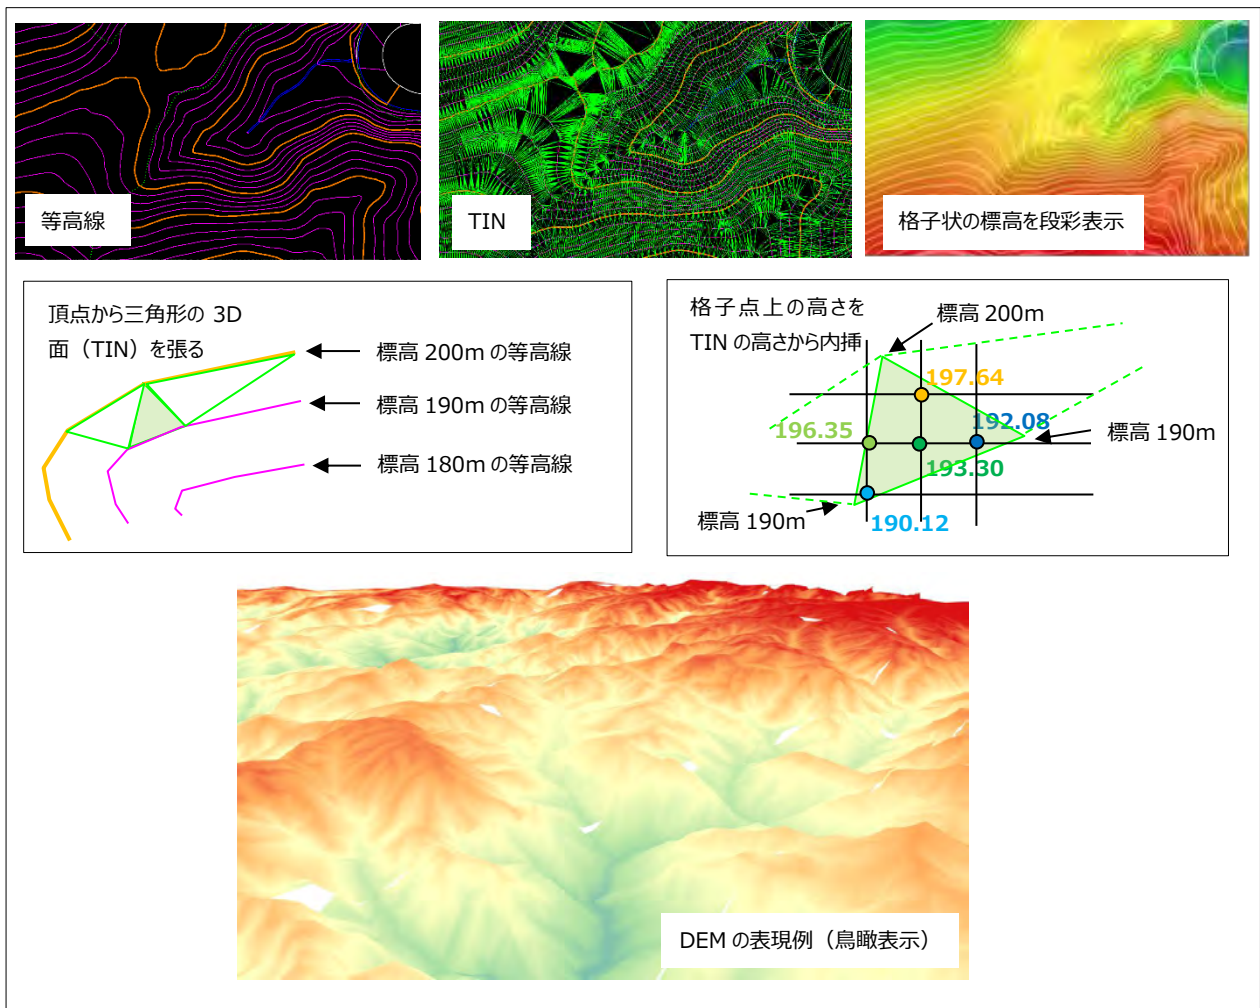 等高線
TIN
格子状の標高を段彩表示
頂点から三角形の 3D
面（TIN）を張る
標高 200m の等高線
標高 190m の等高線
標高 180m の等高線
格子点上の高さを
TIN の高さから内挿
標高 200m
197.64
196.35
192.08
標高 190m
193.30
標高 190m
190.12
DEM の表現例（鳥瞰表示）